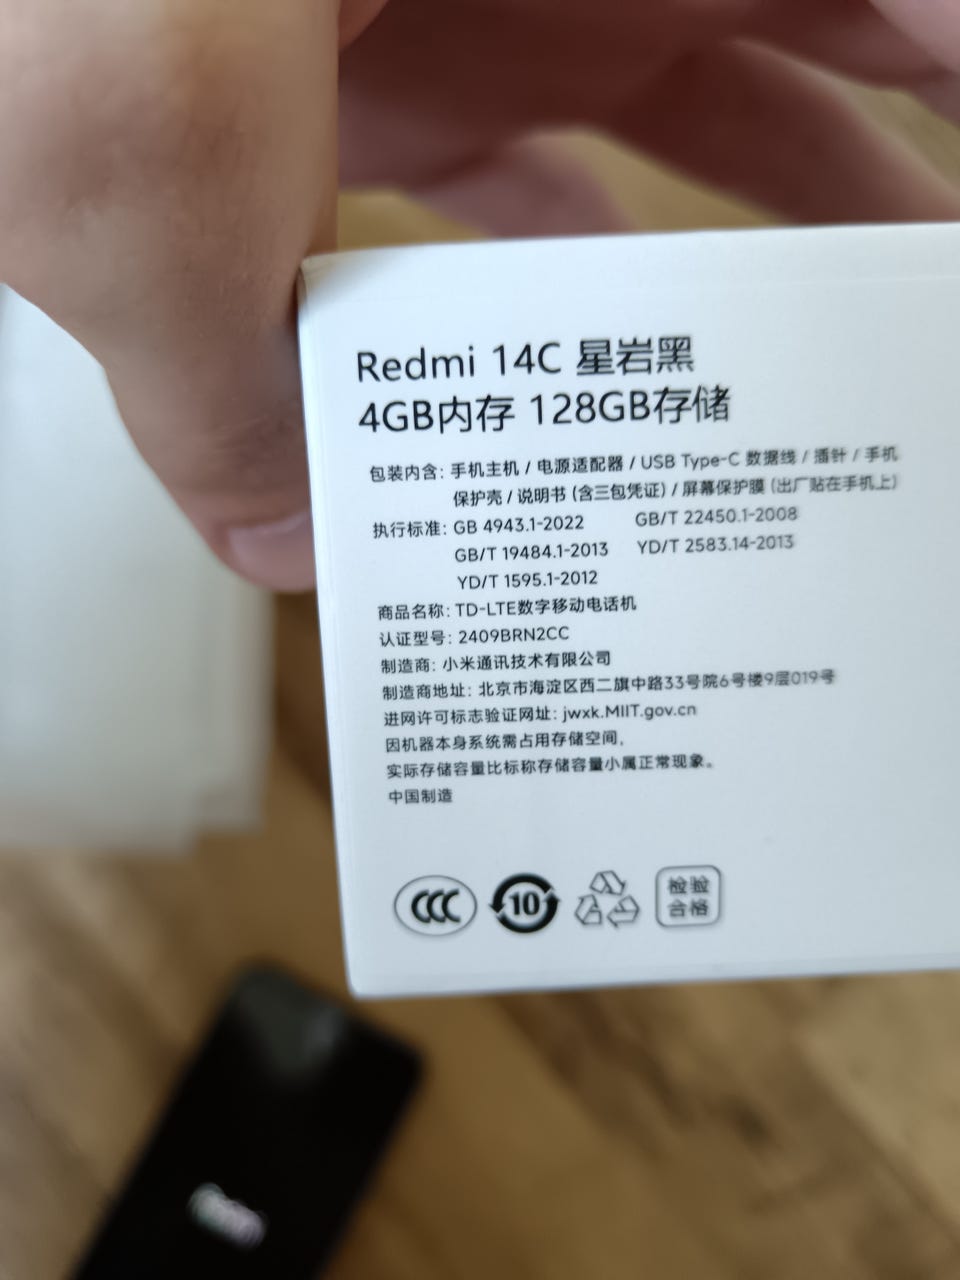 Redmi 14C 星岩黑
4GB内存 128GB存储
包装内含: 手机主机 / 电源适配器 / USB Type-C 数据线 / 插针 / 手机
保护壳 / 说明书 (含三包凭证) / 屏幕保护膜 (出厂贴在手机上)
执行标准: GB 4943.1-2022 GB/T 22450.1-2008
GB/T 19484.1-2013 YD/T 2583.14-2013
YD/T 1595.1-2012
商品名称: TD-LTE数字移动电话机
认证型号: 2409BRN2CC
制造商: 小米通讯技术有限公司
制造商地址: 北京市海淀区西二旗中路33号院6号楼9层019号
进网许可标志验证网址: jwxk.MIIT.gov.cn
因机器本身系统需占用存储空间,
实际存储容量比标称存储容量小属正常现象。
中国制造
CCC 10 检验
合格